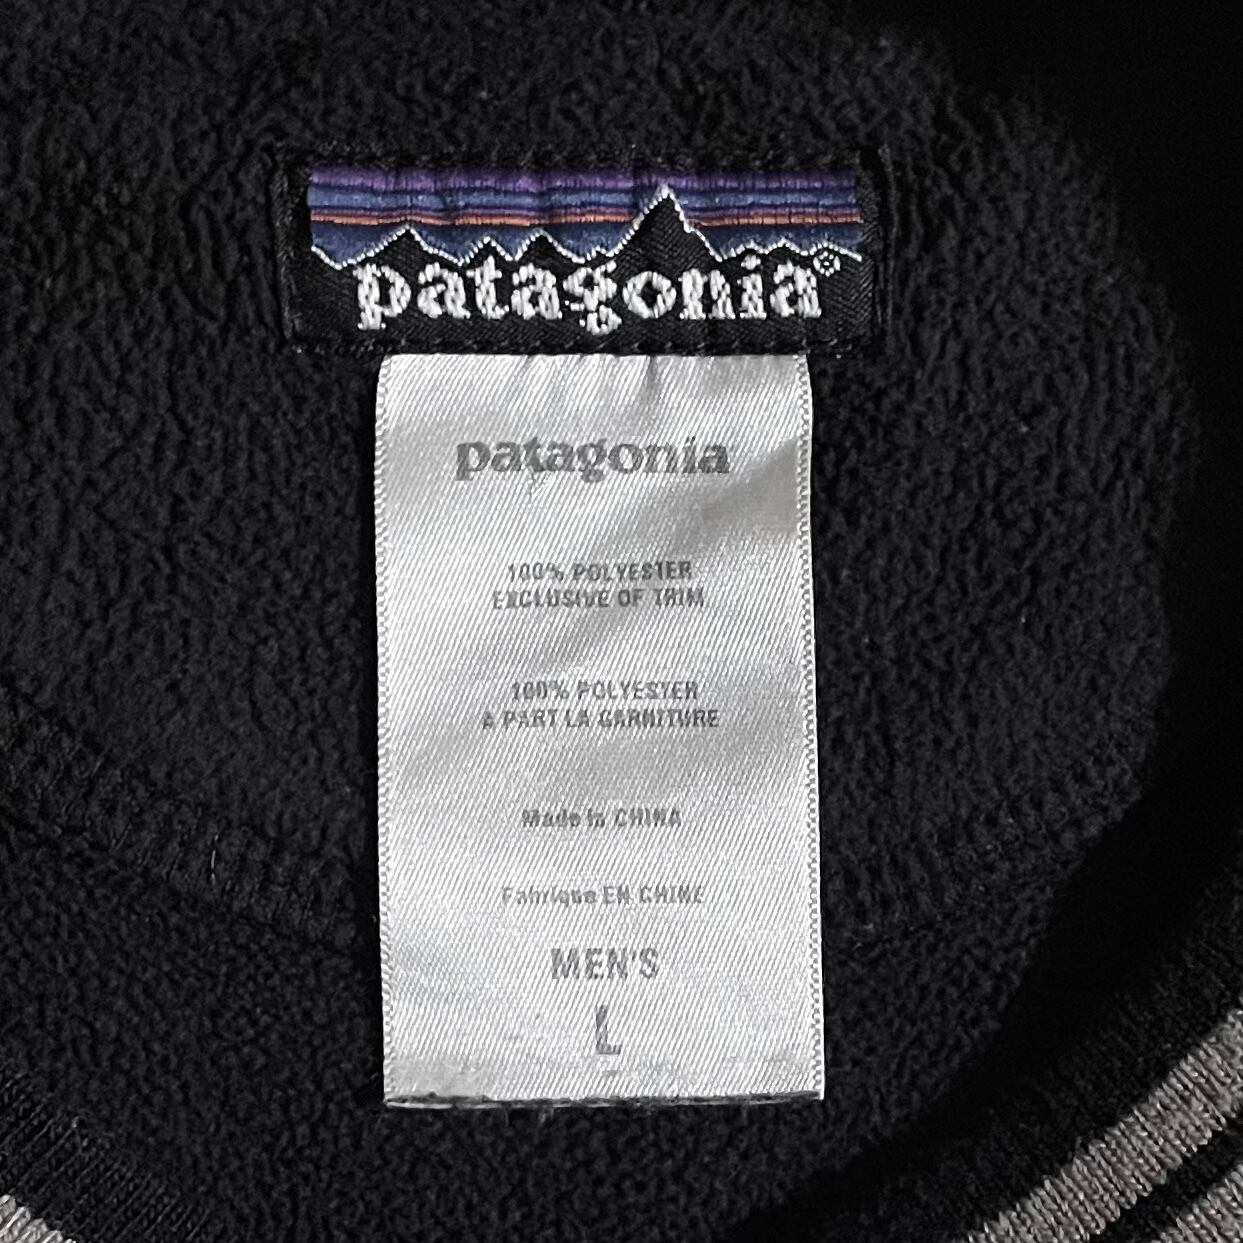 patagonia®
patagonia
100% POLYESTER
EXCLUSIVE OF TRIM
100% POLYESTER
A PART LA GARNITURE
Made in CHINA
Fabriqué EN CHINE
MEN'S
L